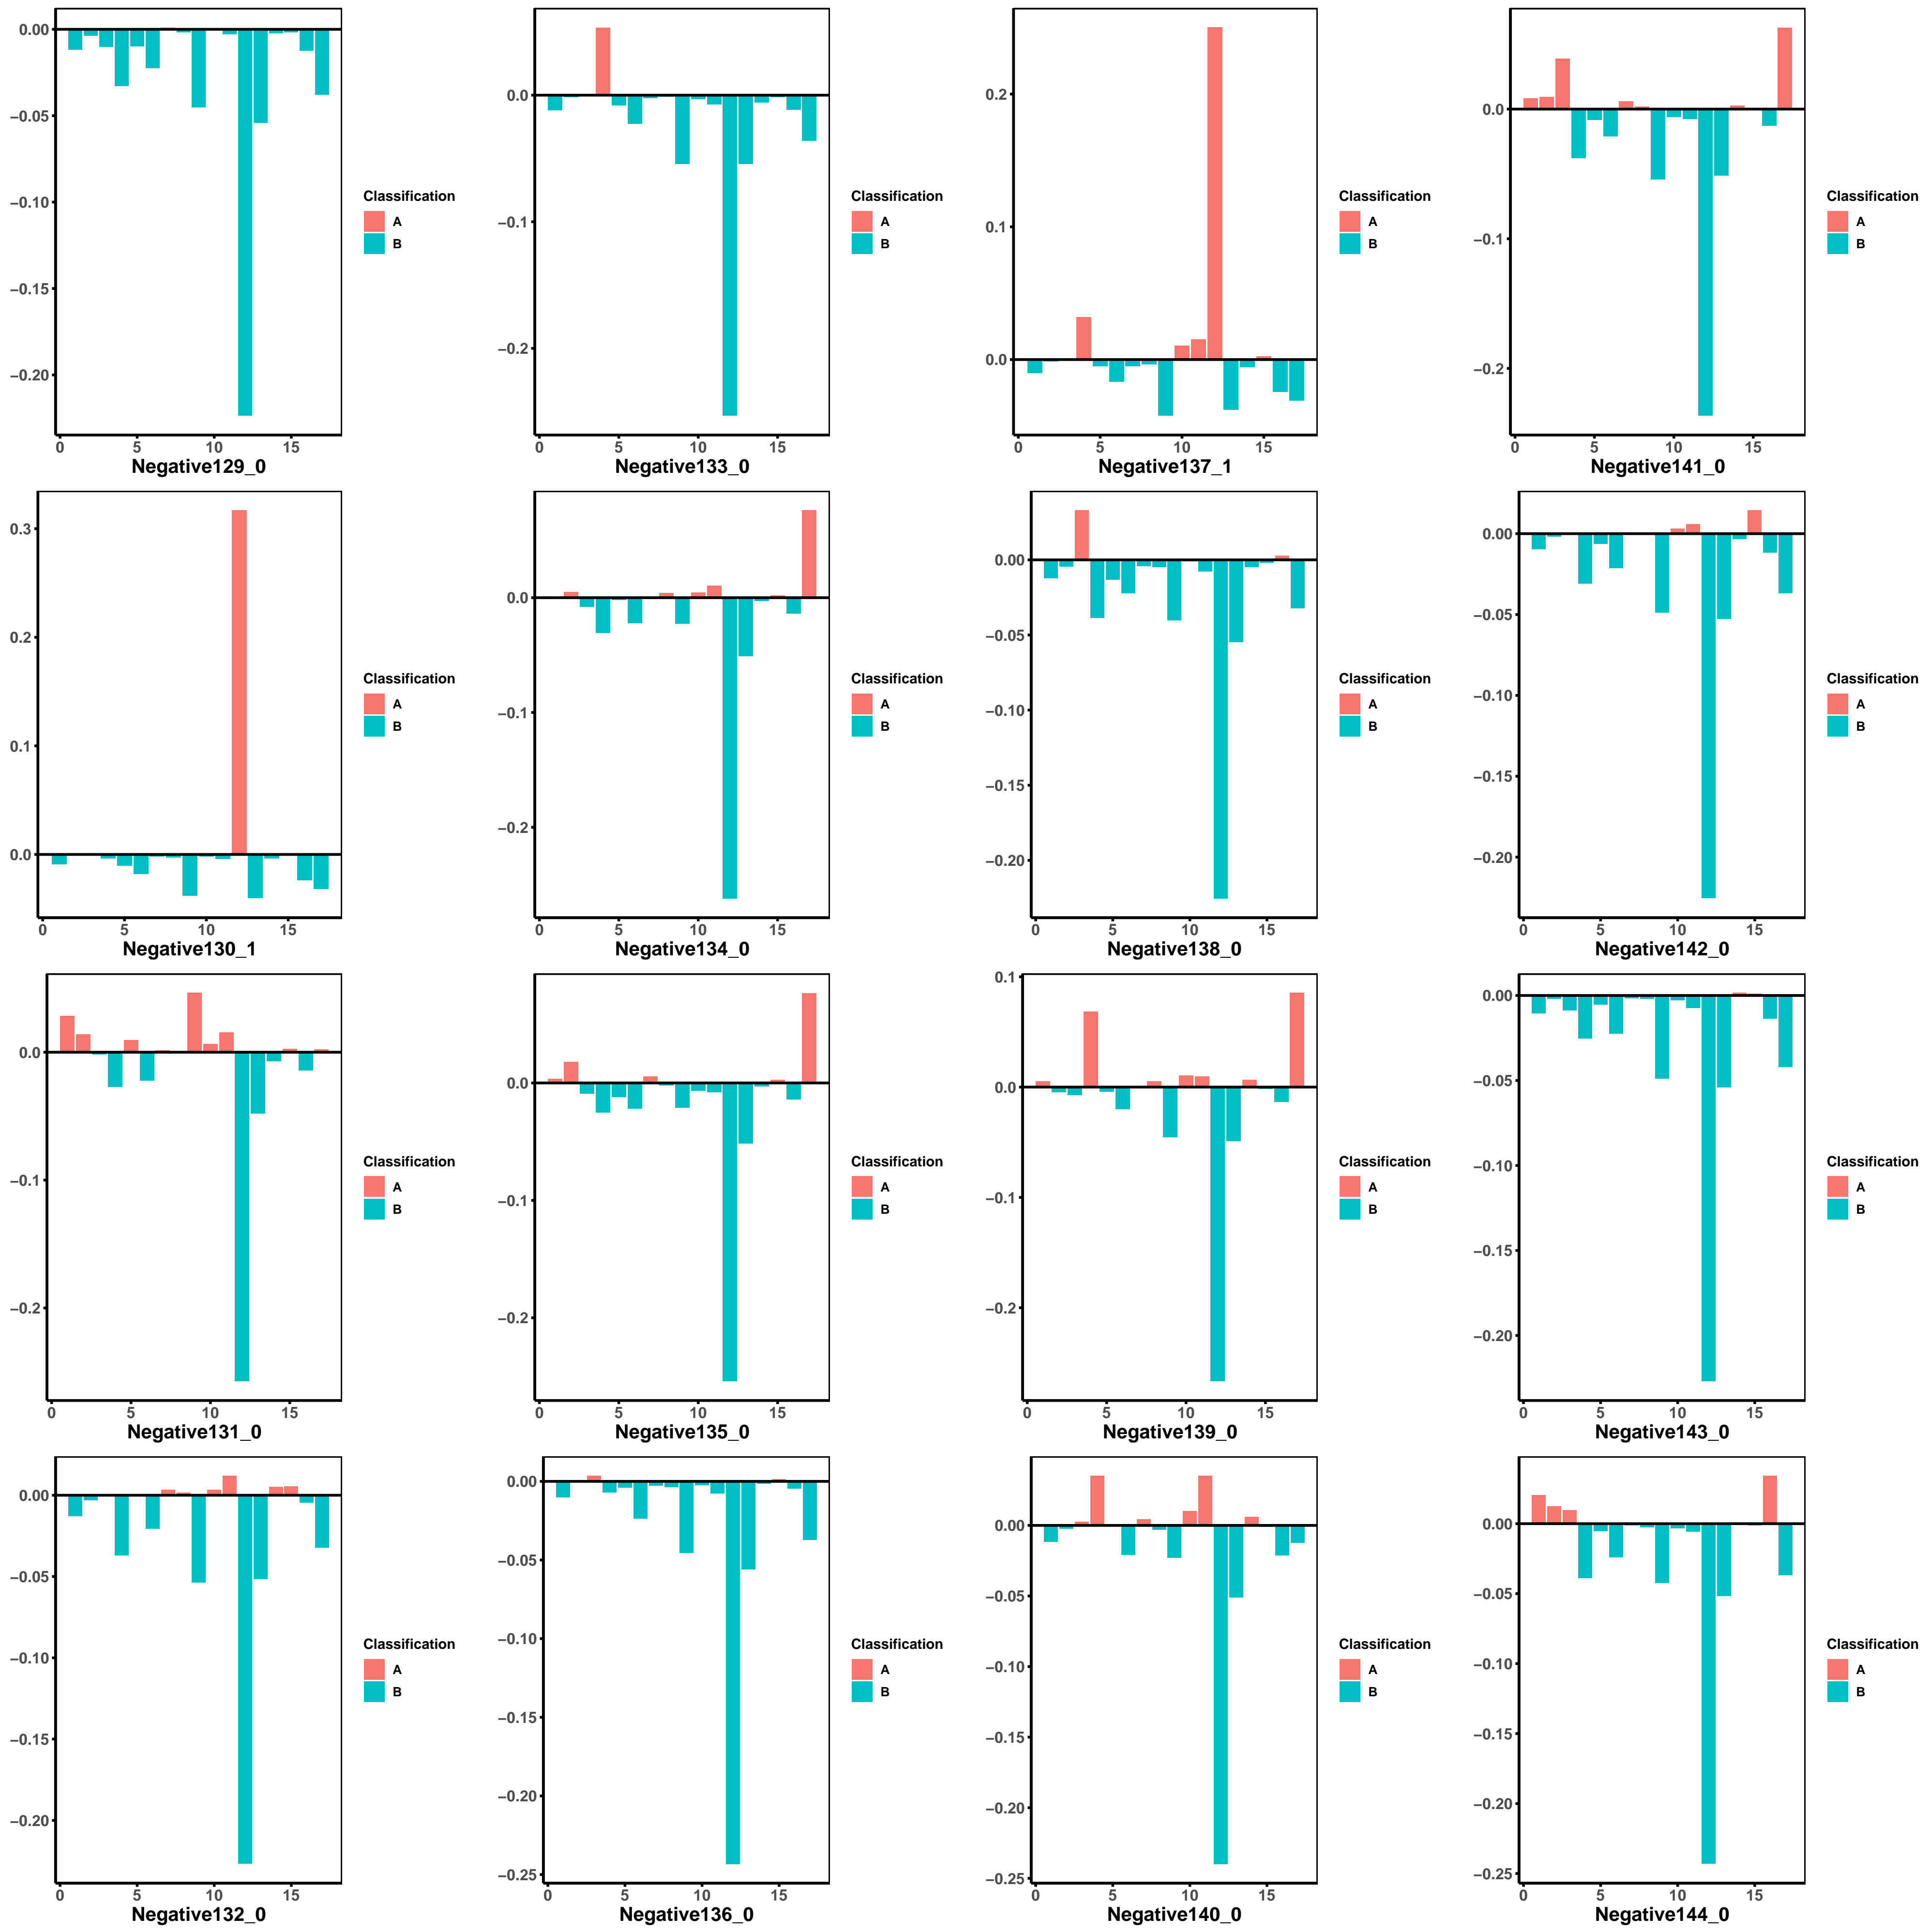 0.00
−0.05
−0.10
−0.15
−0.20
0 5 10 15
Negative129_0
Classification
A
B
0.0
−0.1
−0.2
0 5 10 15
Negative133_0
Classification
A
B
0.2
0.1
0.0
0 5 10 15
Negative137_1
Classification
A
B
0.0
−0.1
−0.2
0 5 10 15
Negative141_0
Classification
A
B
0.3
0.2
0.1
0.0
0 5 10 15
Negative130_1
Classification
A
B
0.0
−0.1
−0.2
0 5 10 15
Negative134_0
Classification
A
B
0.00
−0.05
−0.10
−0.15
−0.20
0 5 10 15
Negative138_0
Classification
A
B
0.00
−0.05
−0.10
−0.15
−0.20
0 5 10 15
Negative142_0
Classification
A
B
0.0
−0.1
−0.2
0 5 10 15
Negative131_0
Classification
A
B
0.0
−0.1
−0.2
0 5 10 15
Negative135_0
Classification
A
B
0.1
0.0
−0.1
−0.2
0 5 10 15
Negative139_0
Classification
A
B
0.00
−0.05
−0.10
−0.15
−0.20
0 5 10 15
Negative143_0
Classification
A
B
0.00
−0.05
−0.10
−0.15
−0.20
0 5 10 15
Negative132_0
Classification
A
B
0.00
−0.05
−0.10
−0.15
−0.20
−0.25
0 5 10 15
Negative136_0
Classification
A
B
0.00
−0.05
−0.10
−0.15
−0.20
−0.25
0 5 10 15
Negative140_0
Classification
A
B
0.00
−0.05
−0.10
−0.15
−0.20
−0.25
0 5 10 15
Negative144_0
Classification
A
B